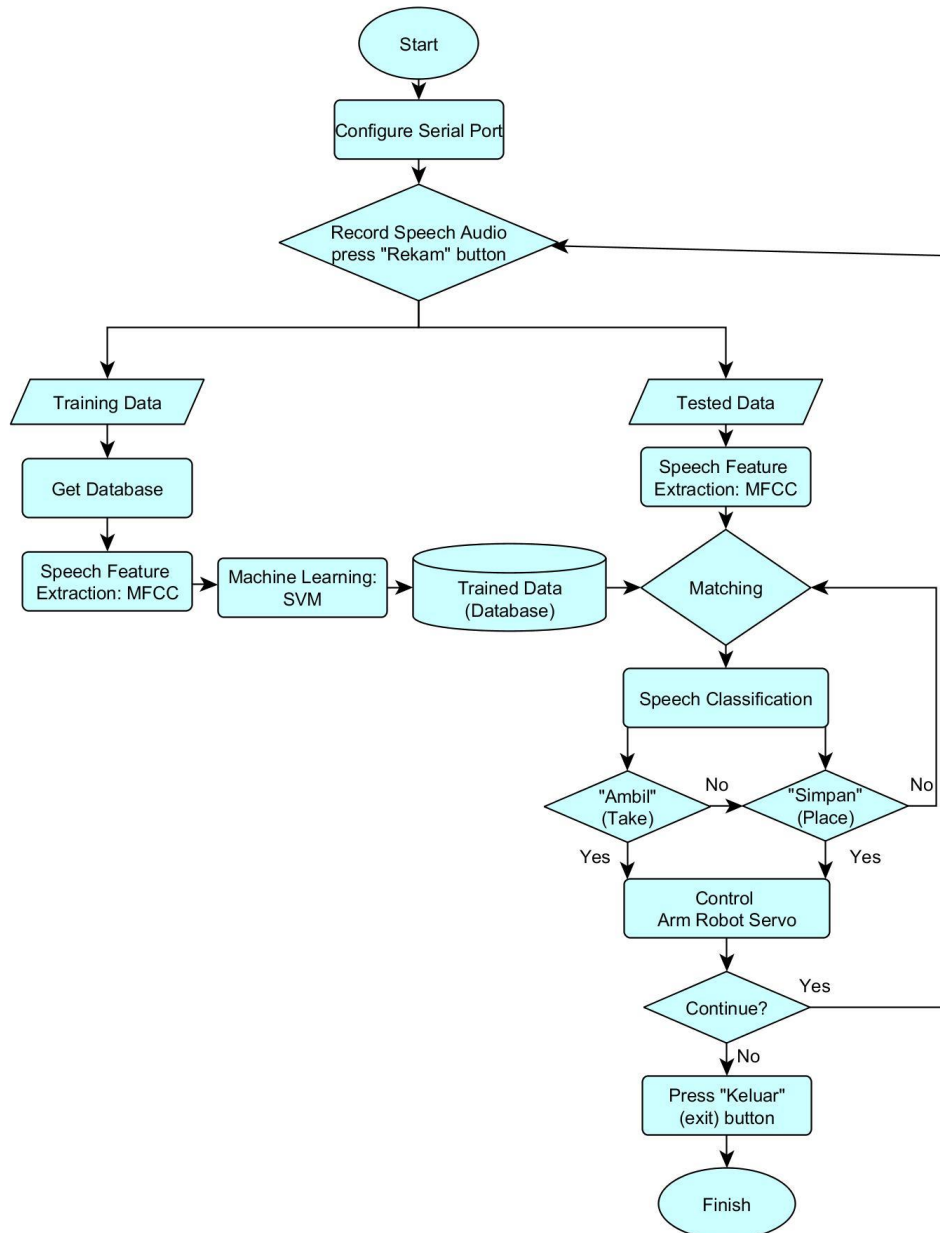 Start
Configure Serial Port
Record Speech Audio
press "Rekam" button
Training Data
Tested Data
Get Database
Speech Feature
Extraction: MFCC
Speech Feature
Extraction: MFCC
Machine Learning:
SVM
Trained Data
(Database)
Matching
Speech Classification
"Ambil"
(Take)
No
"Simpan"
(Place)
No
Yes
Yes
Control
Arm Robot Servo
Continue?
Yes
No
Press "Keluar"
(exit) button
Finish